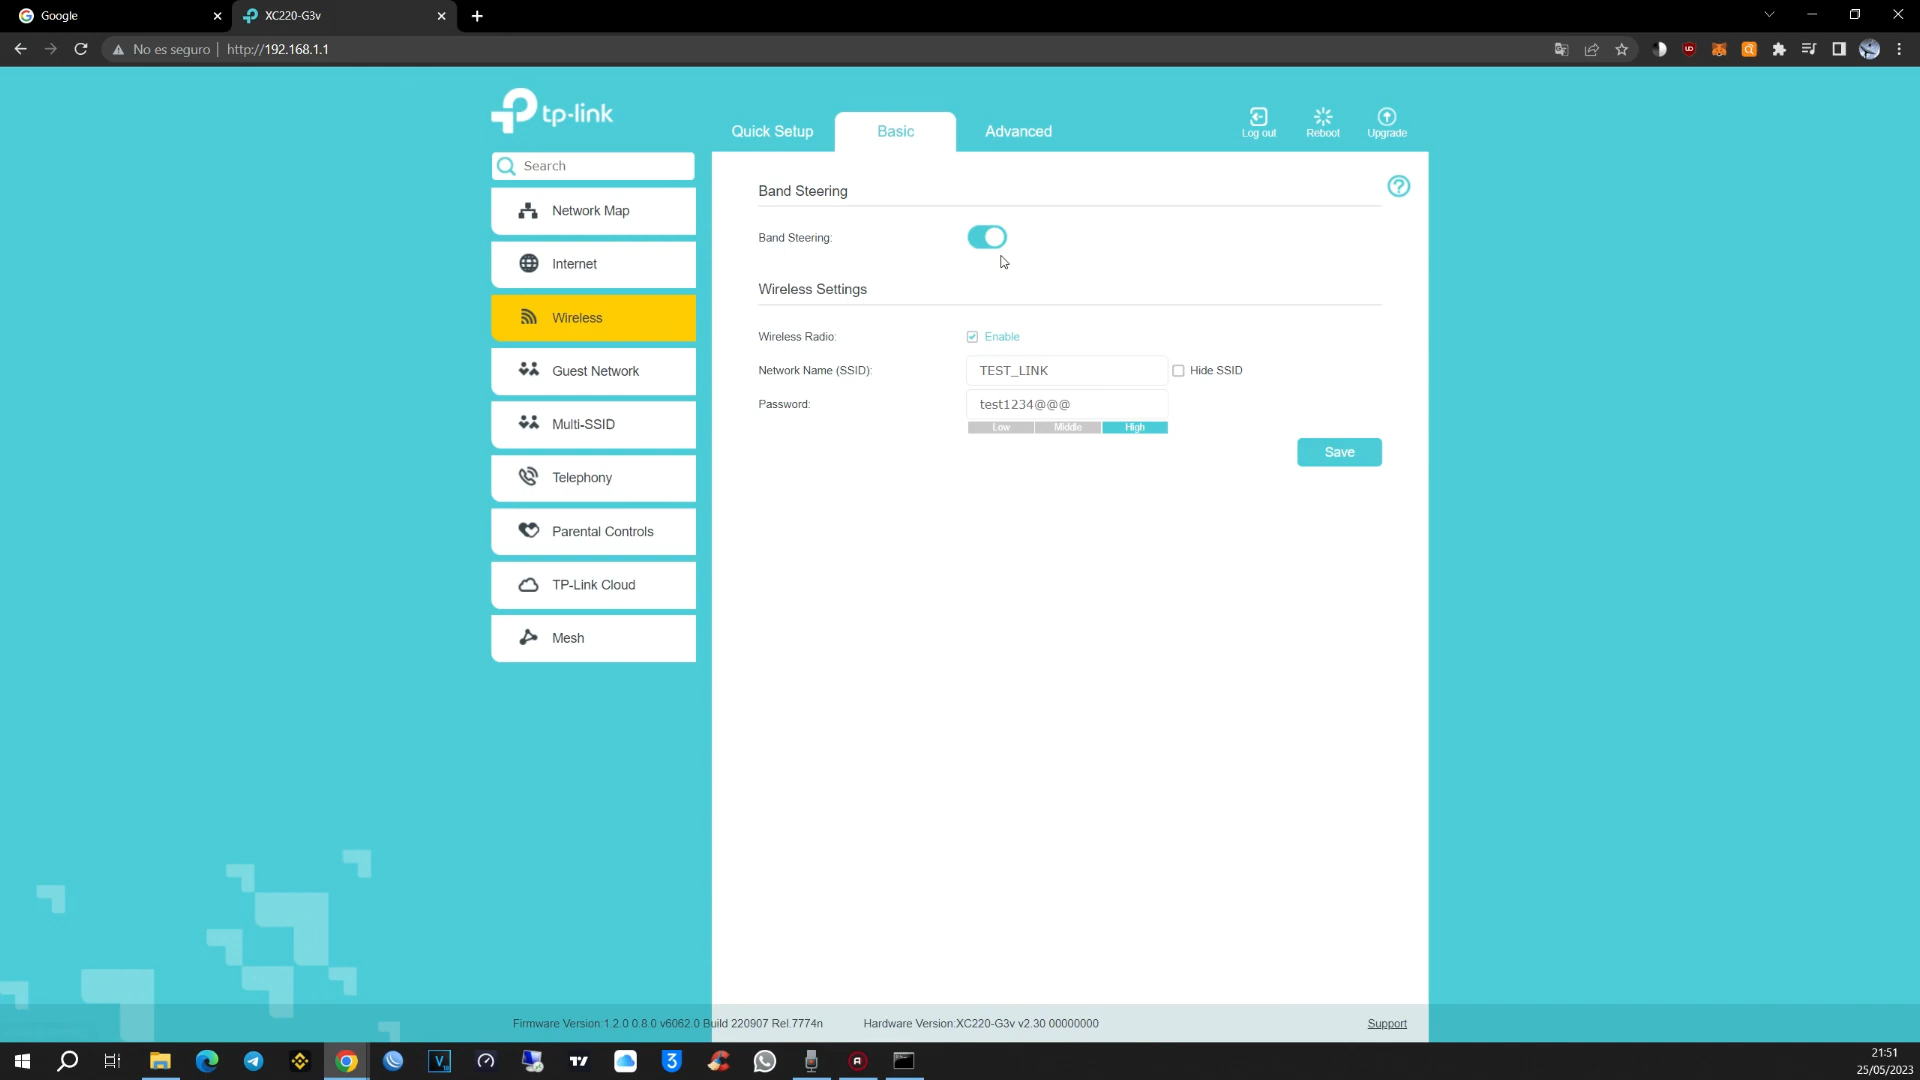 Google
XC220-G3v
No es seguro | http://192.168.1.1
tp-link
Quick Setup
Basic
Advanced
Log out
Reboot
Upgrade
Search
Network Map
Internet
Wireless
Guest Network
Multi-SSID
Telephony
Parental Controls
TP-Link Cloud
Mesh
Band Steering
Band Steering:
Wireless Settings
Wireless Radio:
Enable
Network Name (SSID):
TEST_LINK
Hide SSID
Password:
test1234@@@
Low
Middle
High
Save
Firmware Version:1.2.0 0.8.0 v6062.0 Build 220907 Rel.7774n
Hardware Version:XC220-G3v v2.30 00000000
Support
21:51
25/05/2023